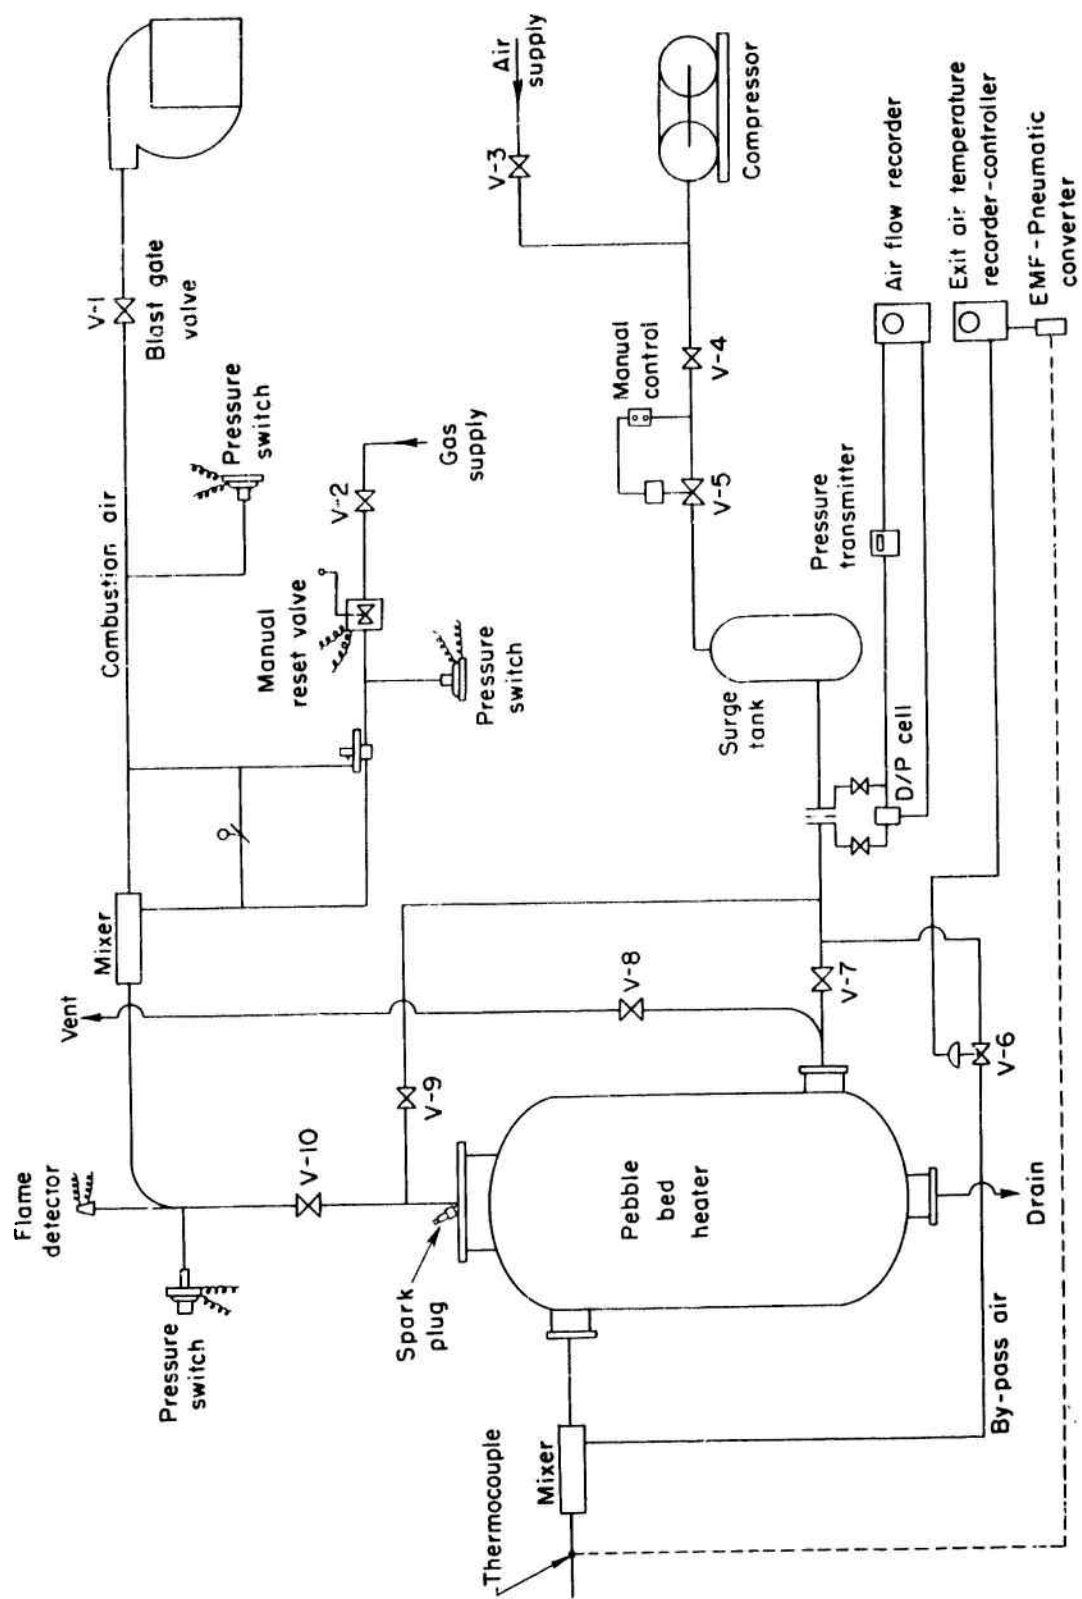 Flame
detector
Vent
V-1
Mixer
Combustion air
Blast gate
valve
Pressure
switch
Pressure
switch
Manual
reset valve
V-10
V-2
Spark
plug
V-9
Gas
supply
Pressure
switch
Thermocouple
V-3
Air
supply
Mixer
Pebble
bed
heater
V-8
Manual
control
V-4
V-5
Surge
tank
Compressor
Pressure
transmitter
V-7
D/P cell
Air flow recorder
Exit air temperature
recorder-controller
By-pass air
V-6
Drain
EMF-Pneumatic
converter